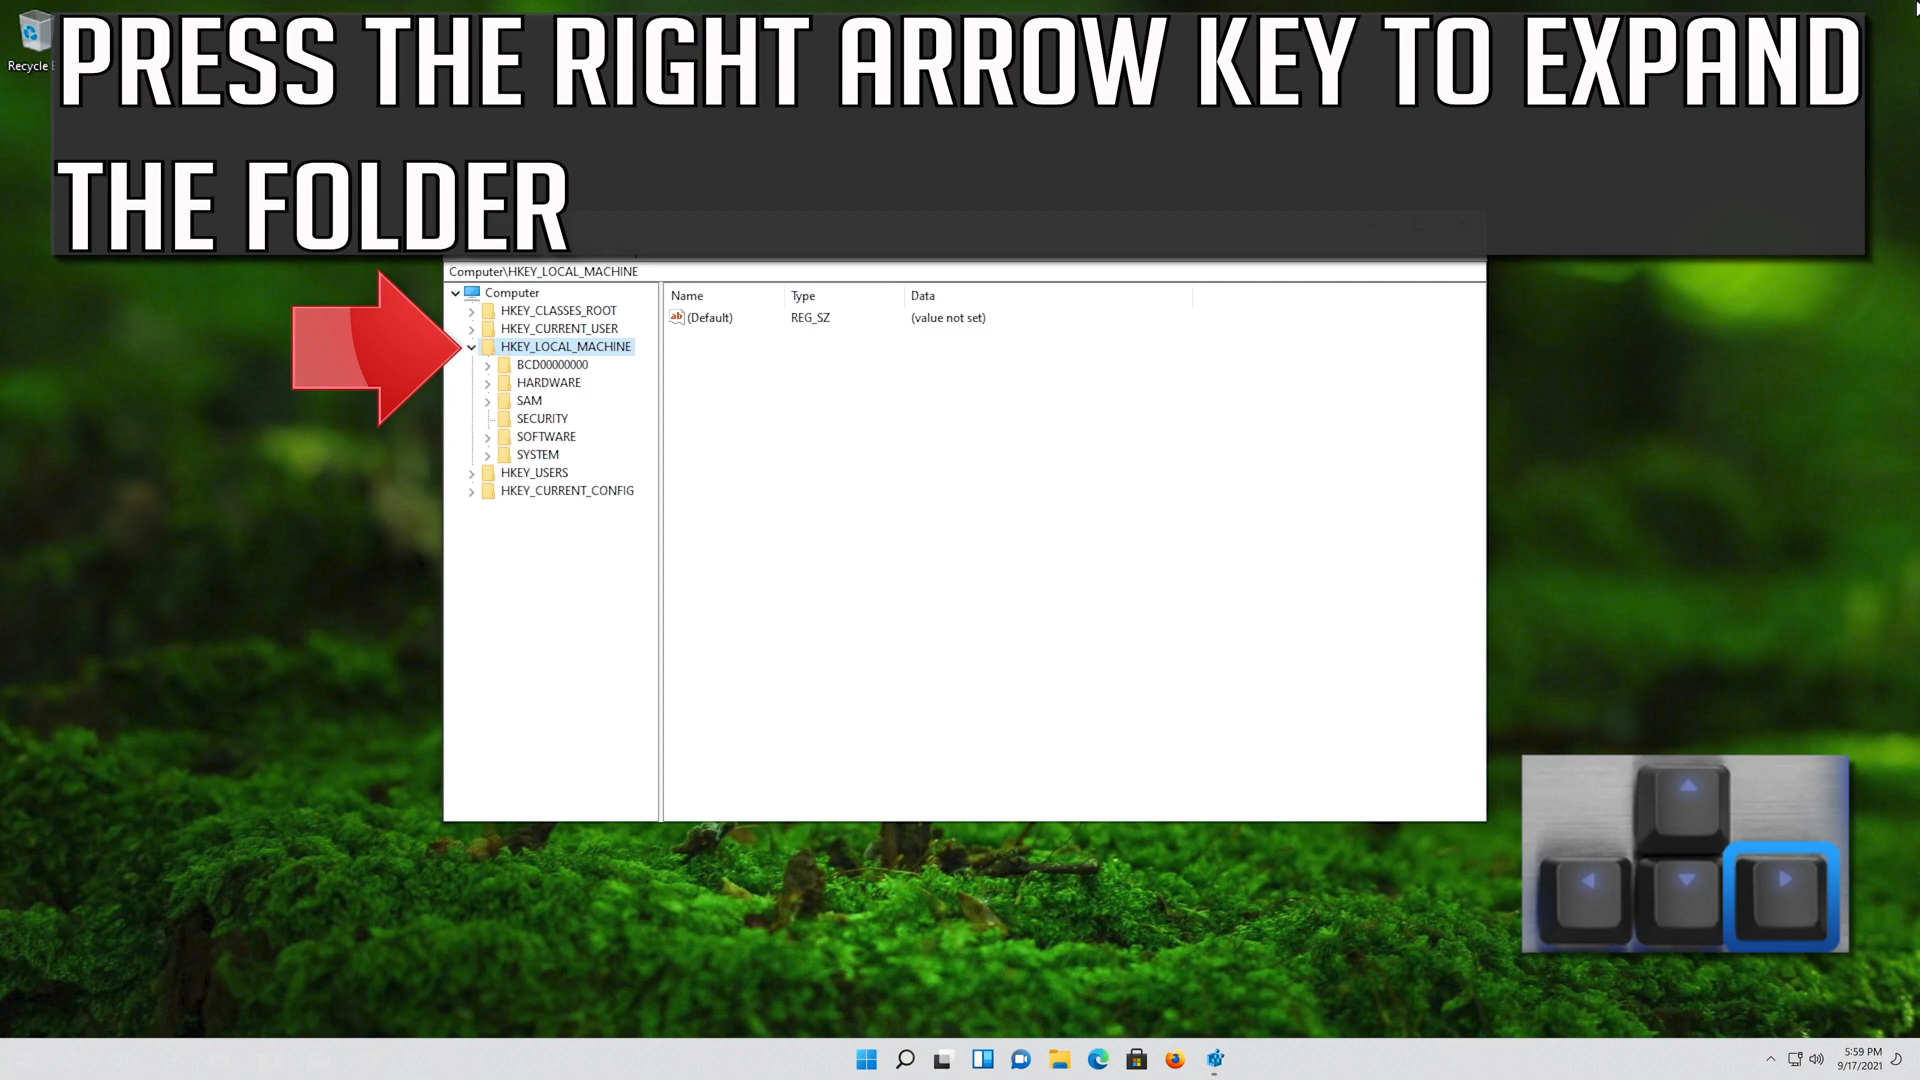 PRESS THE RIGHT ARROW KEY TO EXPAND
THE FOLDER
Recycle
Computer\HKEY_LOCAL_MACHINE
Computer
HKEY_CLASSES_ROOT
HKEY_CURRENT_USER
HKEY_LOCAL_MACHINE
BCD00000000
HARDWARE
SAM
SECURITY
SOFTWARE
SYSTEM
HKEY_USERS
HKEY_CURRENT_CONFIG
Name Type Data
ab (Default) REG_SZ (value not set)
5:59 PM
9/17/2021